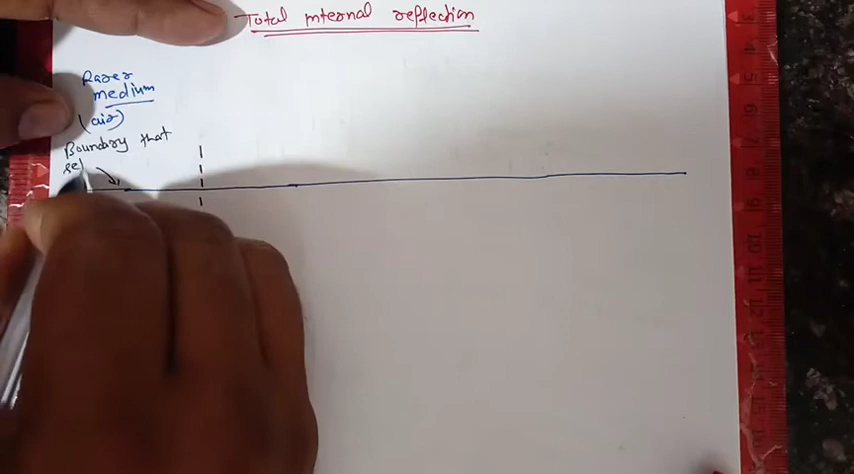 Total internal reflection
Rarer
medium
(air)
Boundary that